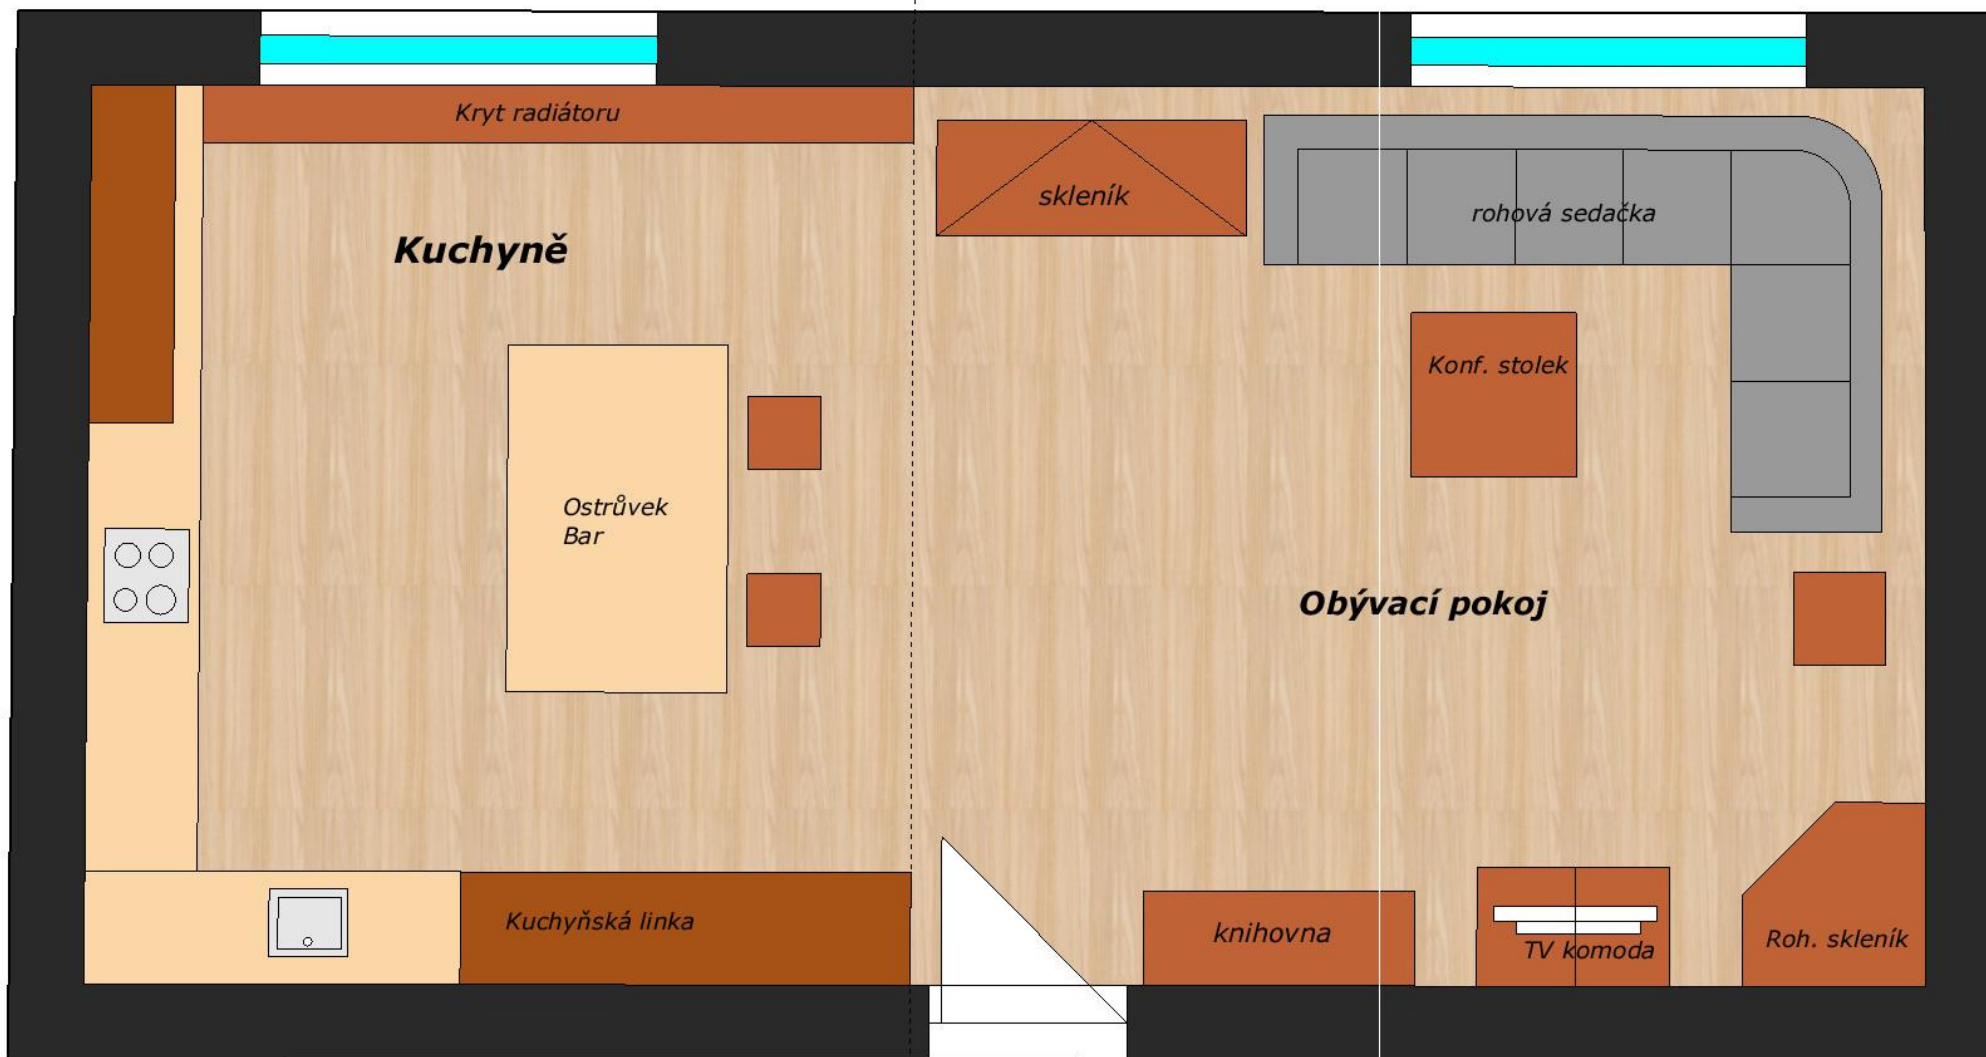 Kryt radiátoru
skleník
rohová sedačka
Kuchyně
Konf. stolek
Ostrůvek
Bar
Obývací pokoj
Kuchyňská linka
knihovna
TV komoda
Roh. skleník